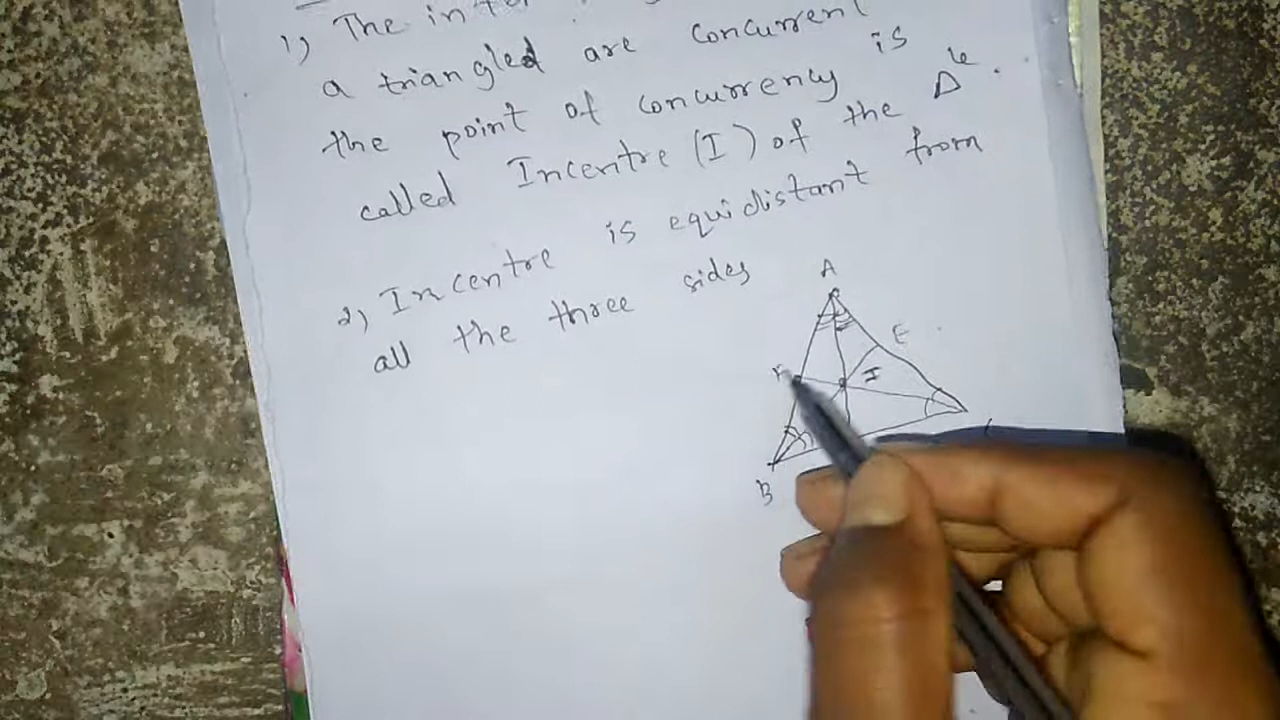 1) The
a triangled are concurrent
the point of concurrency is
called Incentre (I) of the Δle.
2) Incentre is equidistant from
all the three sides
A
E
I
B